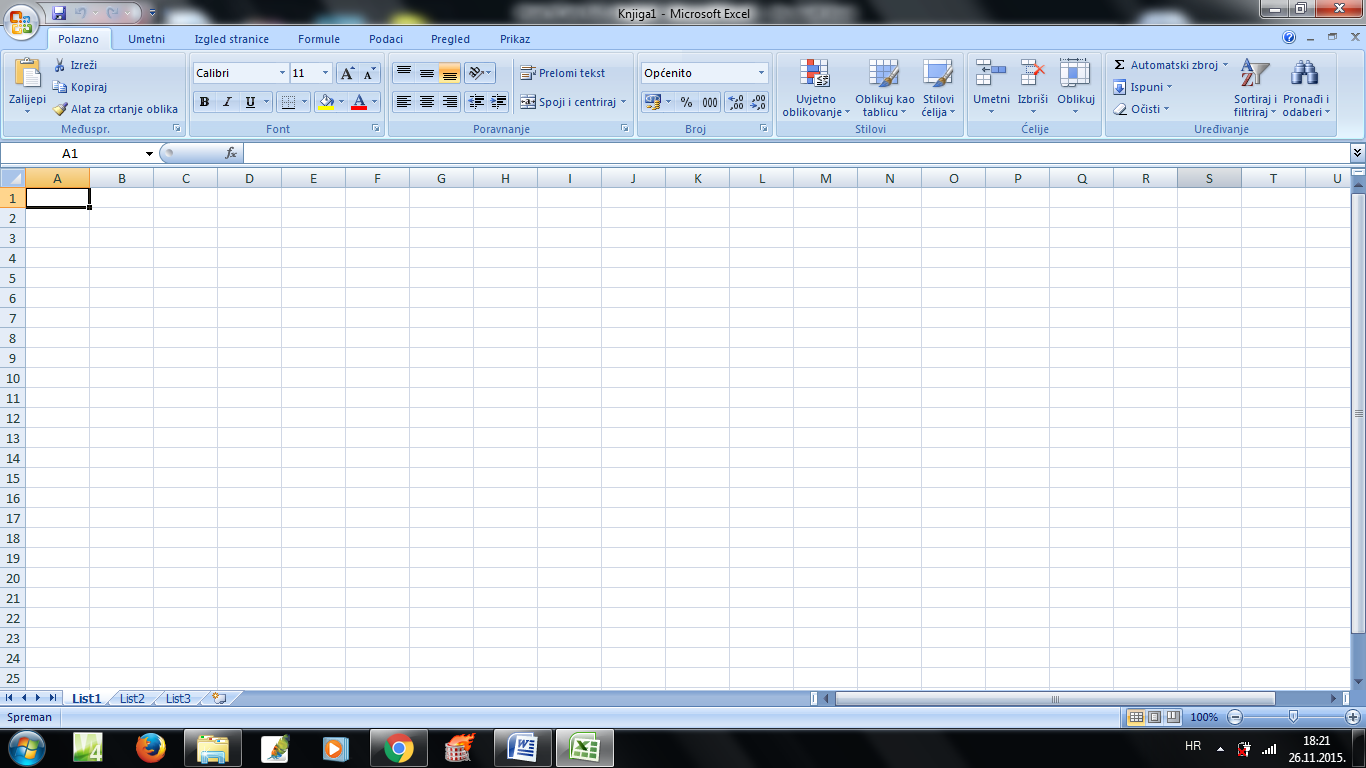 Knjiga1 - Microsoft Excel
Polazno Umetni Izgled stranice Formule Podaci Pregled Prikaz
Zalijepi
Izreži
Kopiraj
Alat za crtanje oblika
Međuspr.
Calibri 11
B I U A
Font
Prelomi tekst
Spoji i centriraj
Poravnanje
Općenito
% 000 ,00 ,00
Broj
Uvjetno oblikovanje
Oblikuj kao tablicu
Stilovi ćelija
Stilovi
Umetni Izbriši Oblikuj
Ćelije
Σ Automatski zbroj
Ispuni
Očisti
Sortiraj i filtriraj
Pronađi i odaberi
Uređivanje
A1 fx
A B C D E F G H I J K L M N O P Q R S T U
1
2
3
4
5
6
7
8
9
10
11
12
13
14
15
16
17
18
19
20
21
22
23
24
25
List1 List2 List3
Spreman 100%
HR 18:21
26.11.2015.